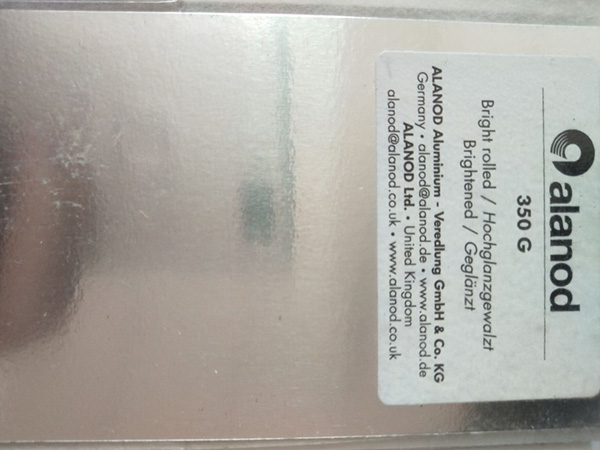 alanod
350 G
Bright rolled / Hochglanzgewalzt
Brightened / Geglänzt
ALANOD Aluminium - Veredlung GmbH & Co. KG
Germany • alanod@alanod.de • www.alanod.de
ALANOD Ltd. • United Kingdom
alanod@alanod.co.uk • www.alanod.co.uk